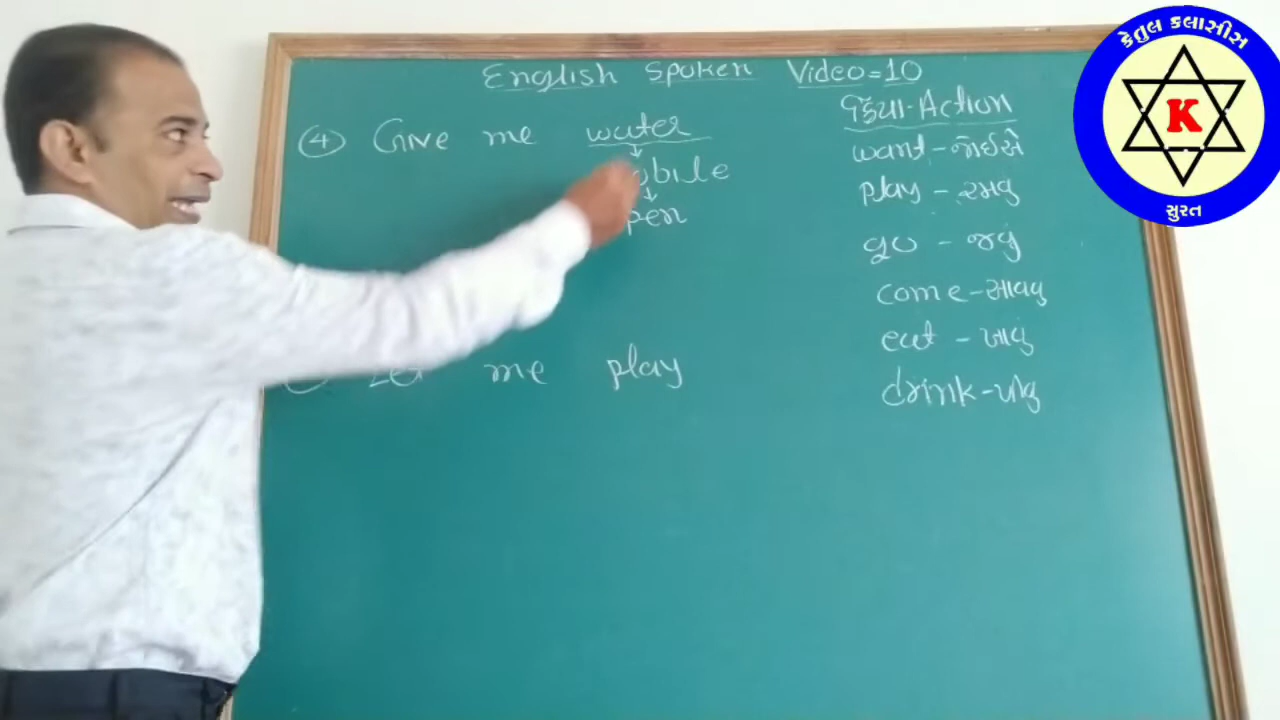 English Spoken Video=10
④ Give me water
pen
me play
ક્રિયા-Action
want-જોઈએ
play-રમવું
go-જવું
come-આવવું
eat-ખાવું
drink-પીવું
કેતુલ કલાસીસ
K
સુરત